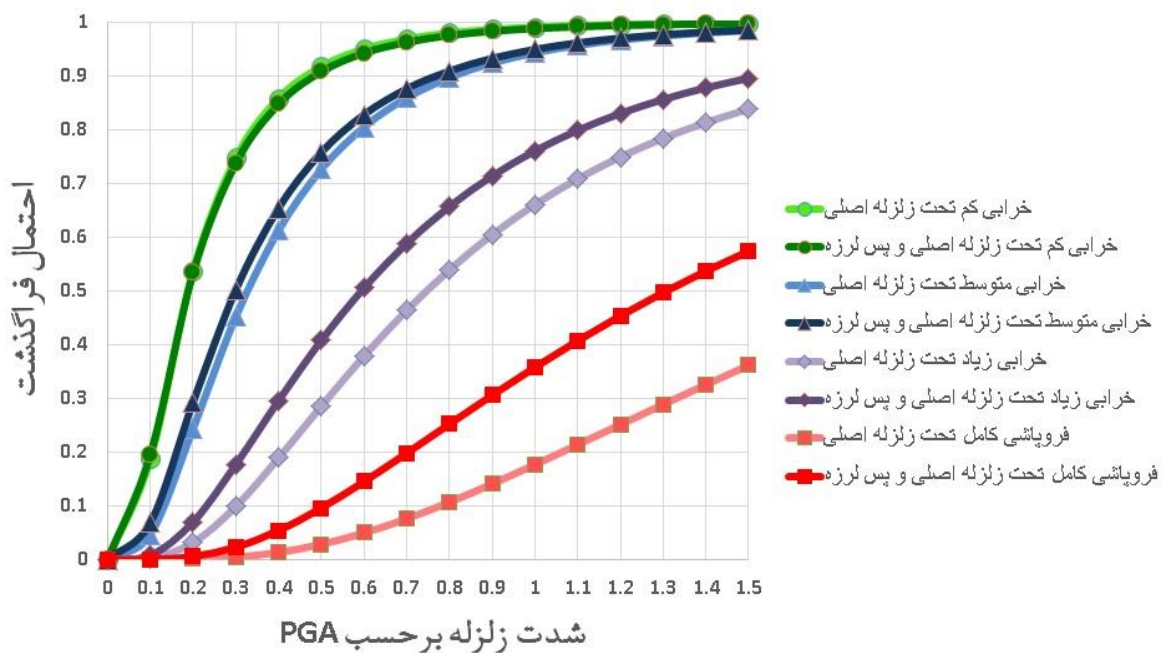 1
0.9
0.8
0.7
0.6
0.5
0.4
0.3
0.2
0.1
0
احتمال فراگذشت
0 0.1 0.2 0.3 0.4 0.5 0.6 0.7 0.8 0.9 1 1.1 1.2 1.3 1.4 1.5
شدت زلزله برحسب PGA
خرابی کم تحت زلزله اصلی
خرابی کم تحت زلزله اصلی و پس لرزه
خرابی متوسط تحت زلزله اصلی
خرابی متوسط تحت زلزله اصلی و پس لرزه
خرابی زیاد تحت زلزله اصلی
خرابی زیاد تحت زلزله اصلی و پس لرزه
فروپاشی کامل تحت زلزله اصلی
فروپاشی کامل تحت زلزله اصلی و پس لرزه